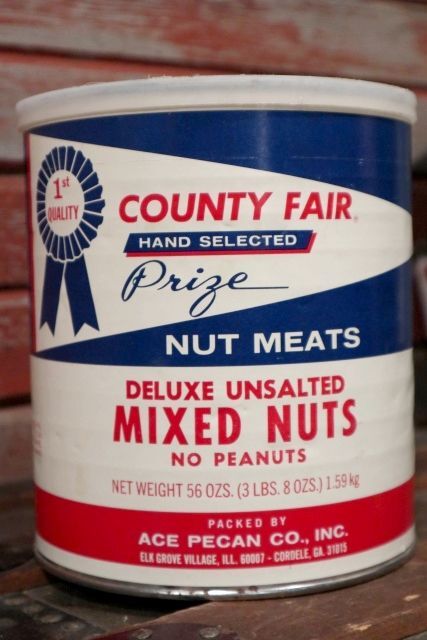 1st
QUALITY
COUNTY FAIR
HAND SELECTED
Prize
NUT MEATS
DELUXE UNSALTED
MIXED NUTS
NO PEANUTS
NET WEIGHT 56 OZS. (3 LBS. 8 OZS.) 1.59 kg
PACKED BY
ACE PECAN CO., INC.
ELK GROVE VILLAGE, ILL. 60007 - CORDELE, GA. 31015